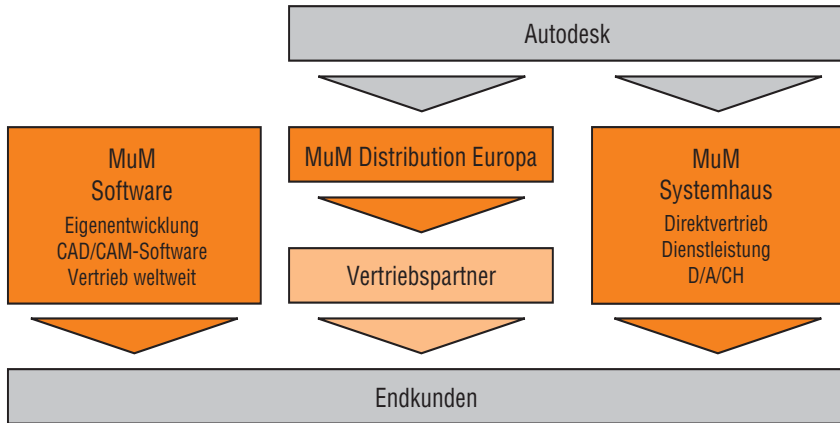 Autodesk
MuM
Software
Eigenentwicklung
CAD/CAM-Software
Vertrieb weltweit
MuM Distribution Europa
Vertriebspartner
MuM
Systemhaus
Direktvertrieb
Dienstleistung
D/A/CH
Endkunden